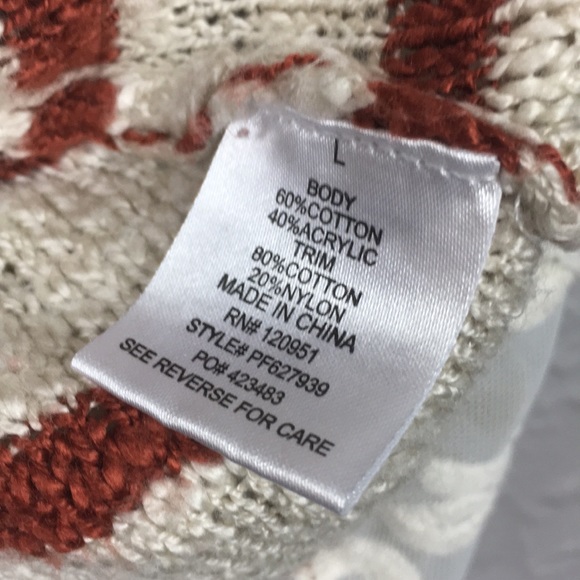 L
BODY
60%COTTON
40%ACRYLIC
TRIM
80%COTTON
20%NYLON
MADE IN CHINA
RN# 120951
STYLE# PF627939
PO# 423483
SEE REVERSE FOR CARE